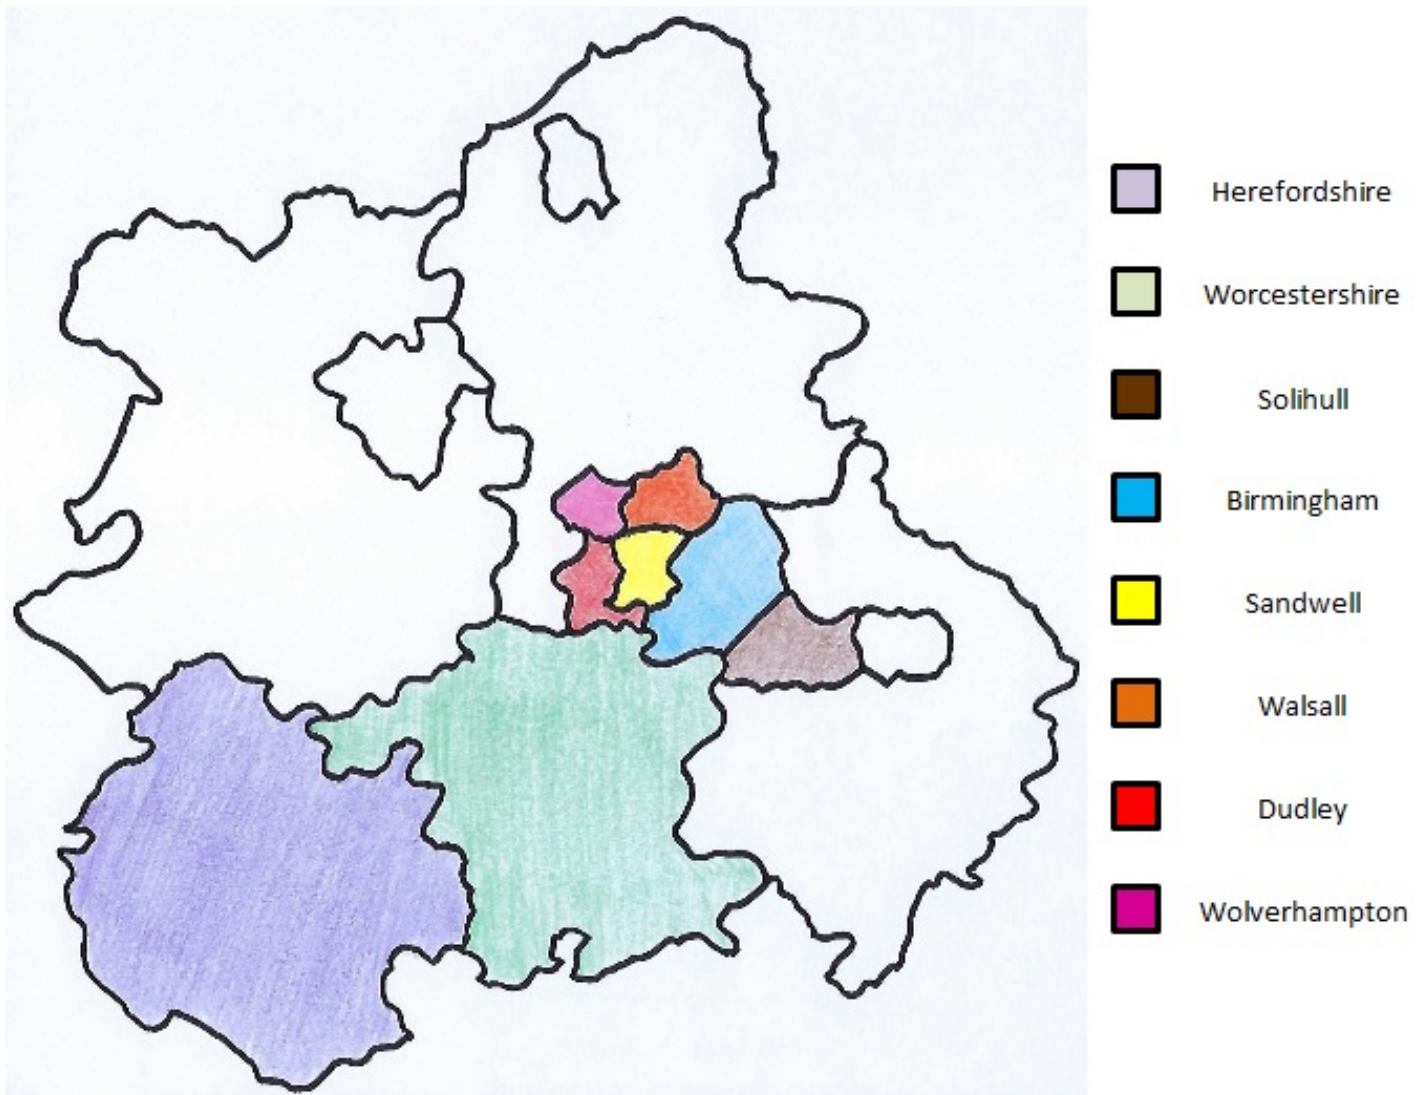 Herefordshire
Worcestershire
Solihull
Birmingham
Sandwell
Walsall
Dudley
Wolverhampton